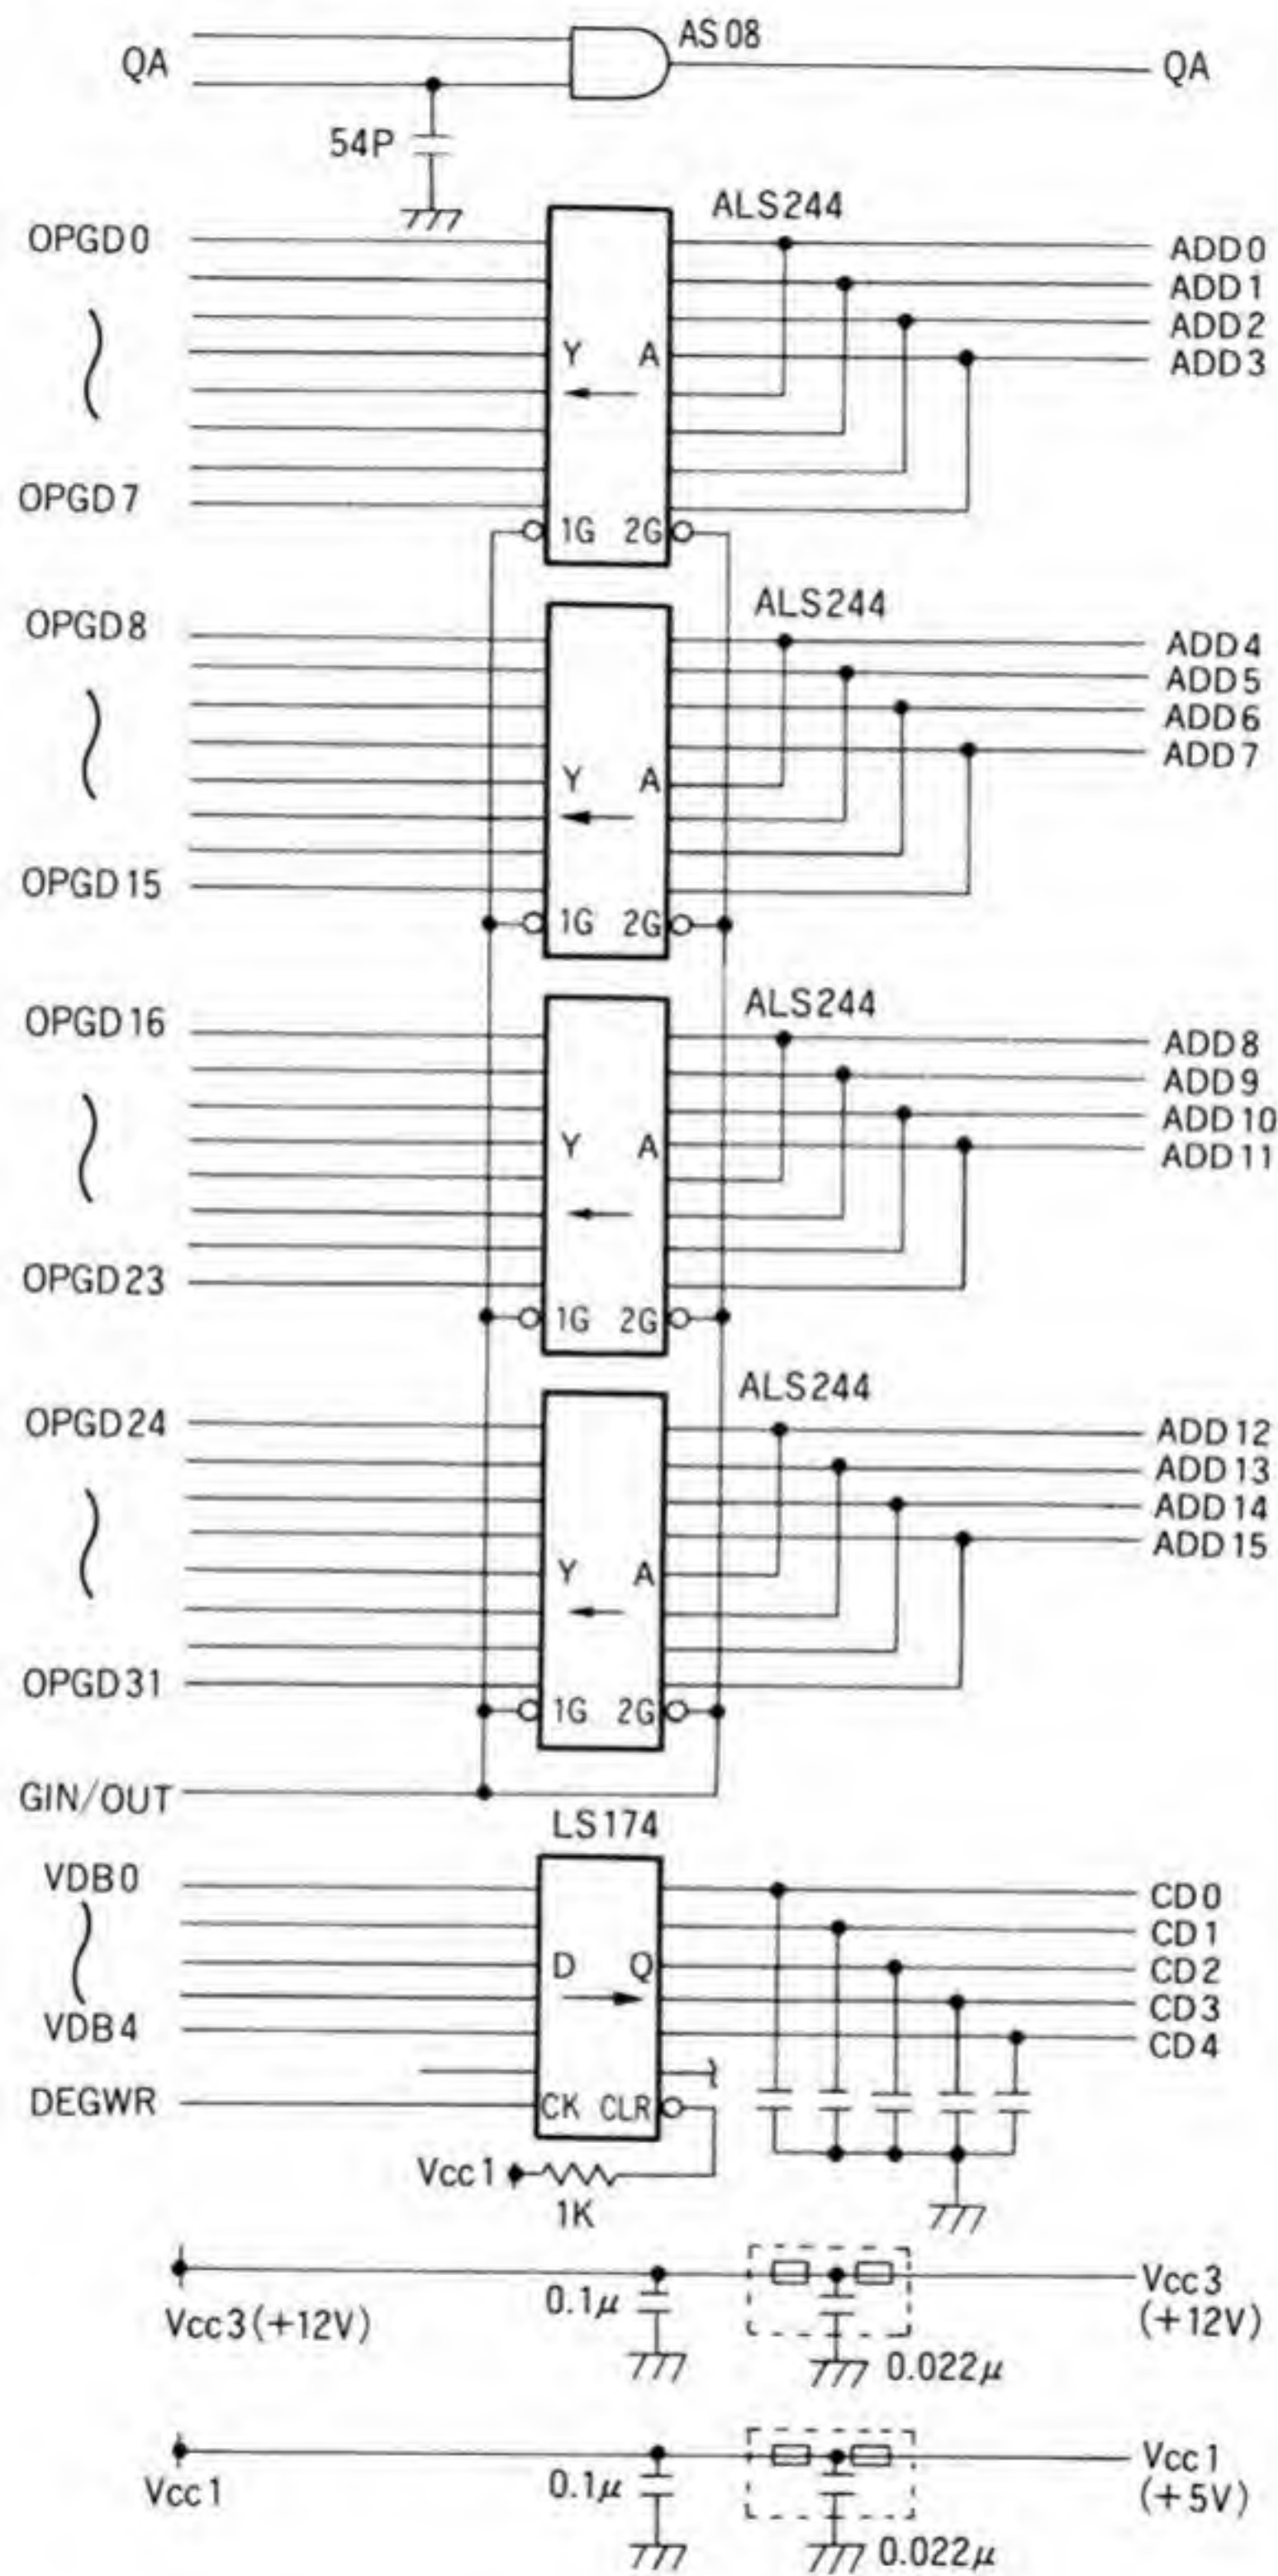 QA
AS08
QA
54P
ALS244
OPGD0
ADD0
ADD1
ADD2
ADD3
Y A
OPGD7
1G 2G
OPGD8
ALS244
ADD4
ADD5
ADD6
ADD7
Y A
OPGD15
1G 2G
OPGD16
ALS244
ADD8
ADD9
ADD10
ADD11
Y A
OPGD23
1G 2G
OPGD24
ALS244
ADD12
ADD13
ADD14
ADD15
Y A
OPGD31
1G 2G
GIN/OUT
LS174
VDB0
CD0
CD1
D Q
CD2
CD3
VDB4
CD4
DEGWR
CK CLR
Vcc1
1K
Vcc3(+12V)
0.1μ
0.022μ
Vcc3
(+12V)
Vcc1
0.1μ
0.022μ
Vcc1
(+5V)